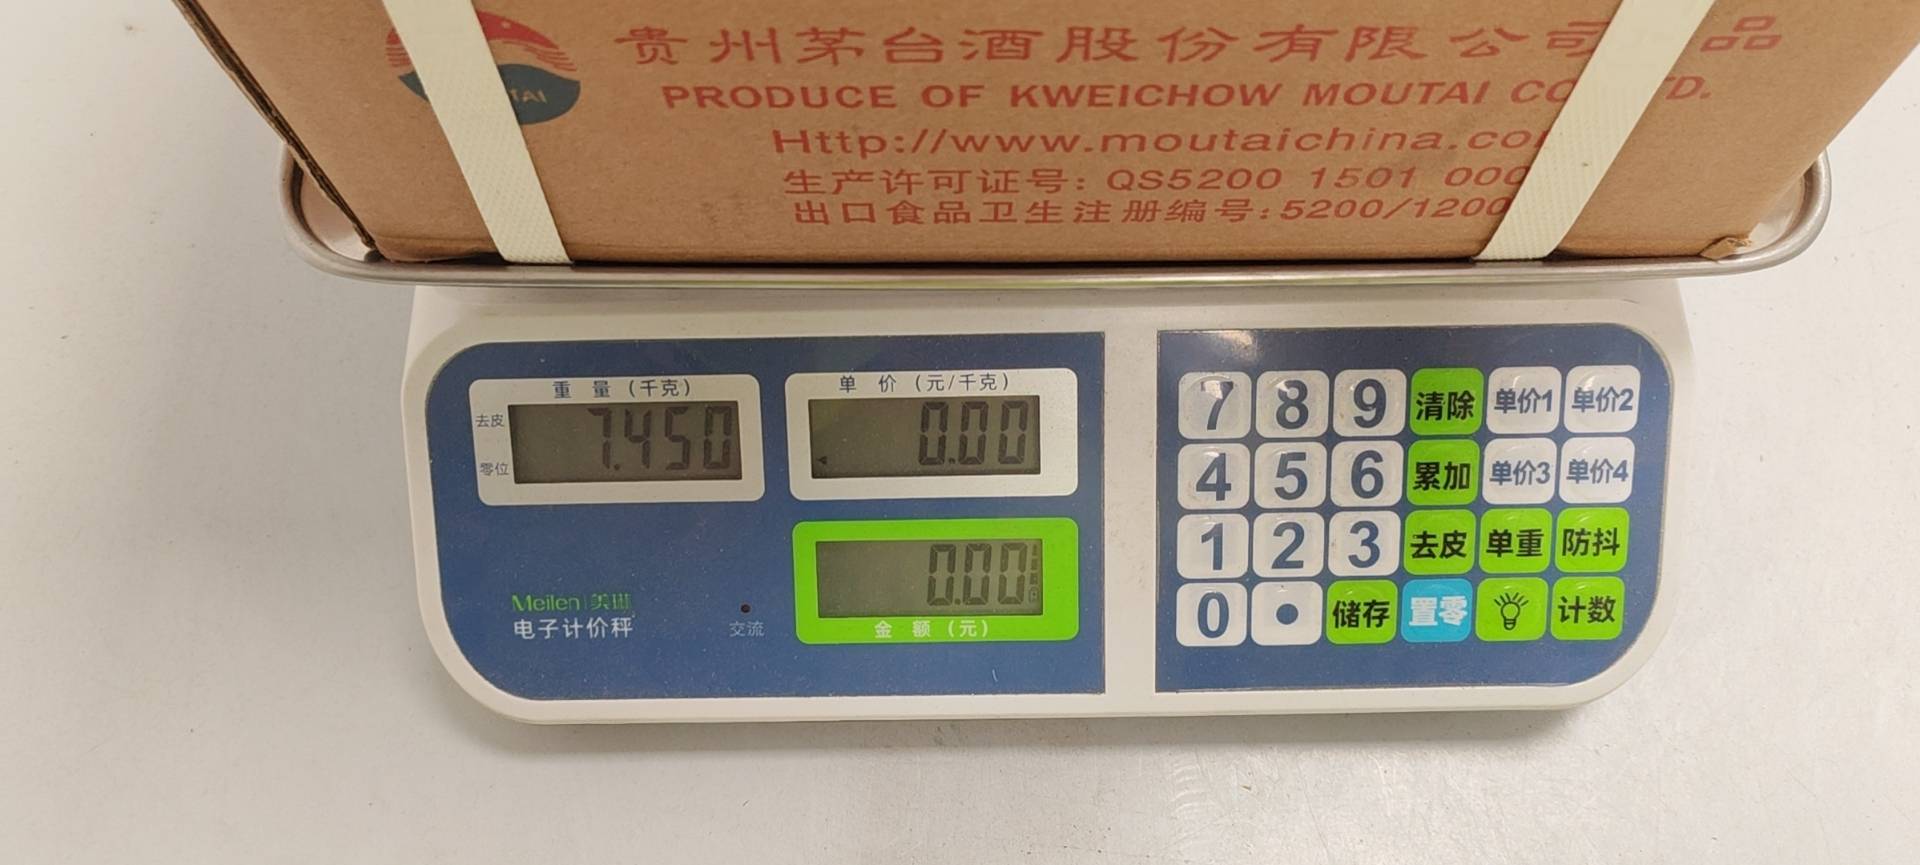 贵州茅台酒股份有限公司 品
TAI
PRODUCE OF KWEICHOW MOUTAI CO TD.
Http://www.moutaichina.co
生产许可证号: QS5200 1501 000
出口食品卫生注册编号:5200/1200
重量(千克)
单价(元/千克)
去皮
零位
7.450
0.00
0.00
金额(元)
Meilen 美琳
电子计价秤
交流
7 8 9 清除 单价1 单价2
4 5 6 累加 单价3 单价4
1 2 3 去皮 单重 防抖
0 • 储存 置零 计数